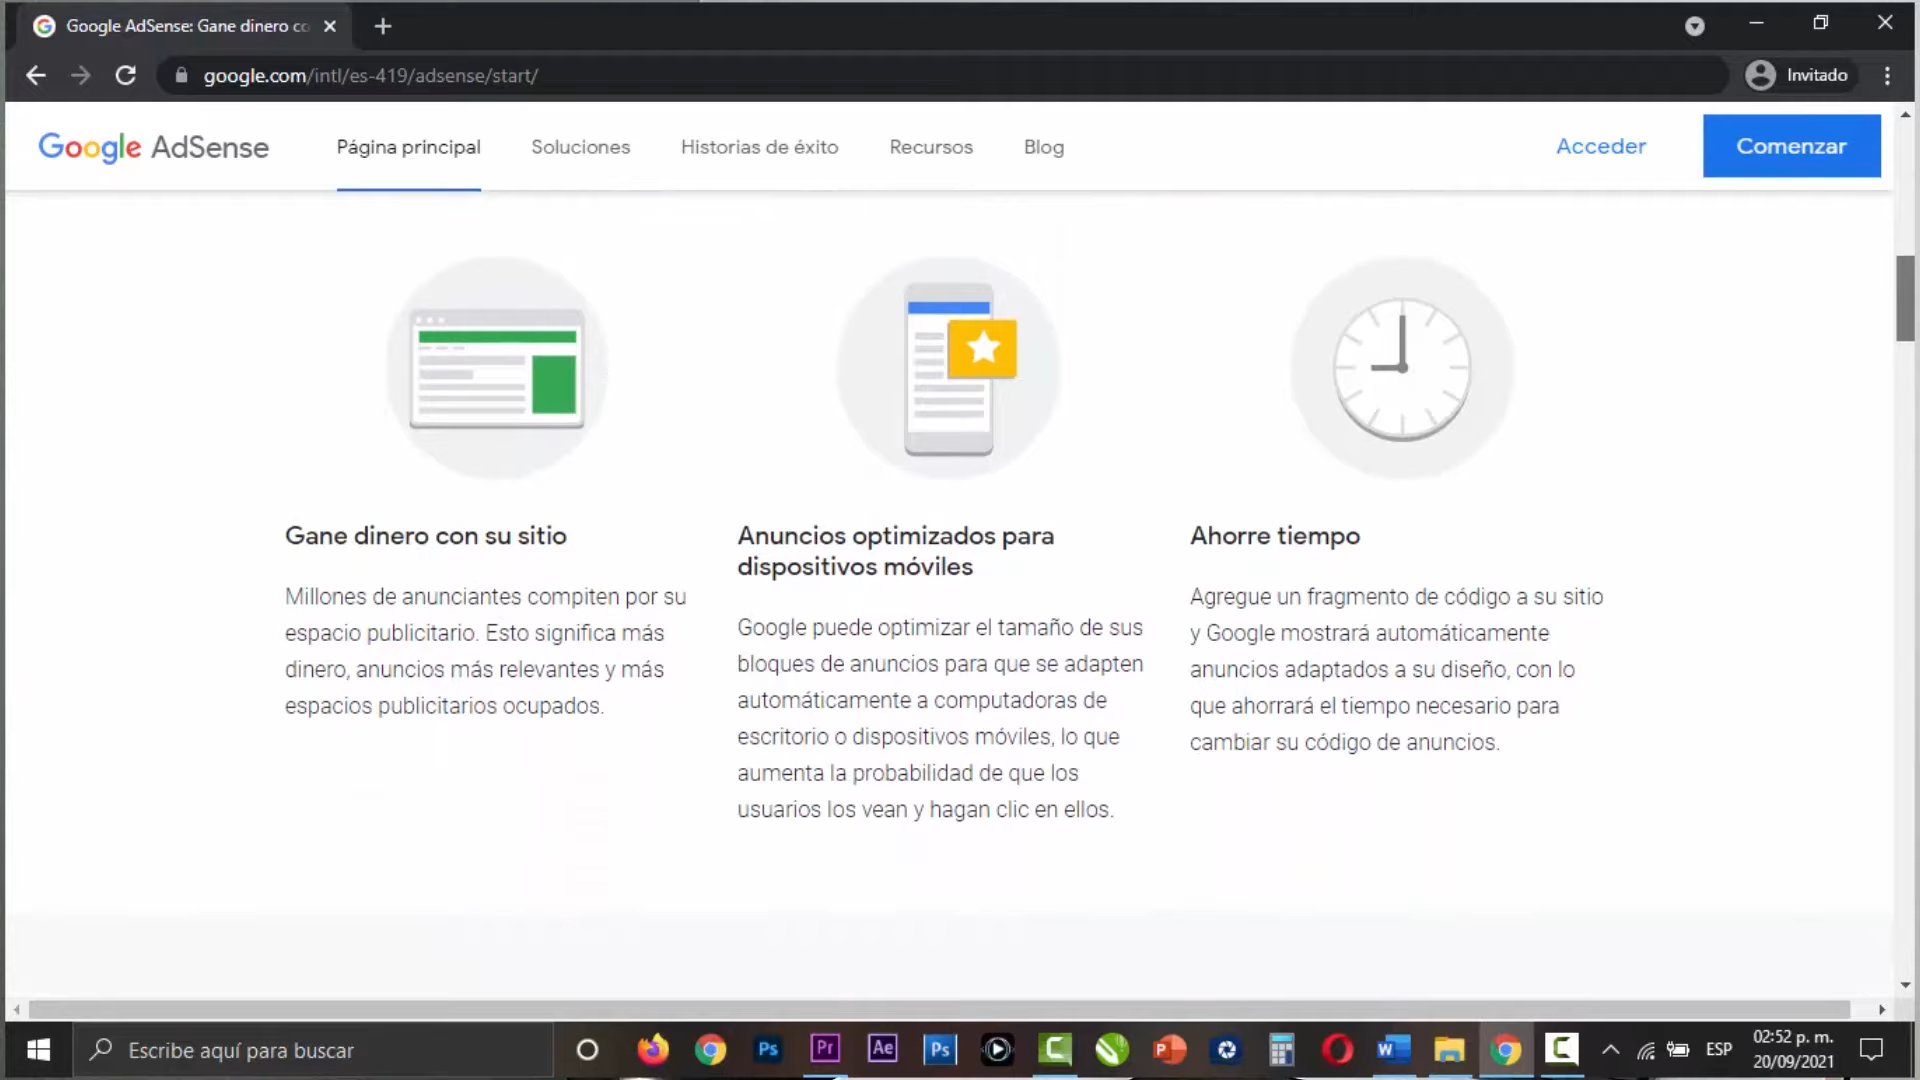 Google AdSense: Gane dinero co
google.com/intl/es-419/adsense/start/
Invitado
Google AdSense
Página principal
Soluciones
Historias de éxito
Recursos
Blog
Acceder
Comenzar
Gane dinero con su sitio
Millones de anunciantes compiten por su
espacio publicitario. Esto significa más
dinero, anuncios más relevantes y más
espacios publicitarios ocupados.
Anuncios optimizados para
dispositivos móviles
Google puede optimizar el tamaño de sus
bloques de anuncios para que se adapten
automáticamente a computadoras de
escritorio o dispositivos móviles, lo que
aumenta la probabilidad de que los
usuarios los vean y hagan clic en ellos.
Ahorre tiempo
Agregue un fragmento de código a su sitio
y Google mostrará automáticamente
anuncios adaptados a su diseño, con lo
que ahorrará el tiempo necesario para
cambiar su código de anuncios.
Escribe aquí para buscar
Ps
Pr
Ae
Ps
P
W
ESP
02:52 p. m.
20/09/2021